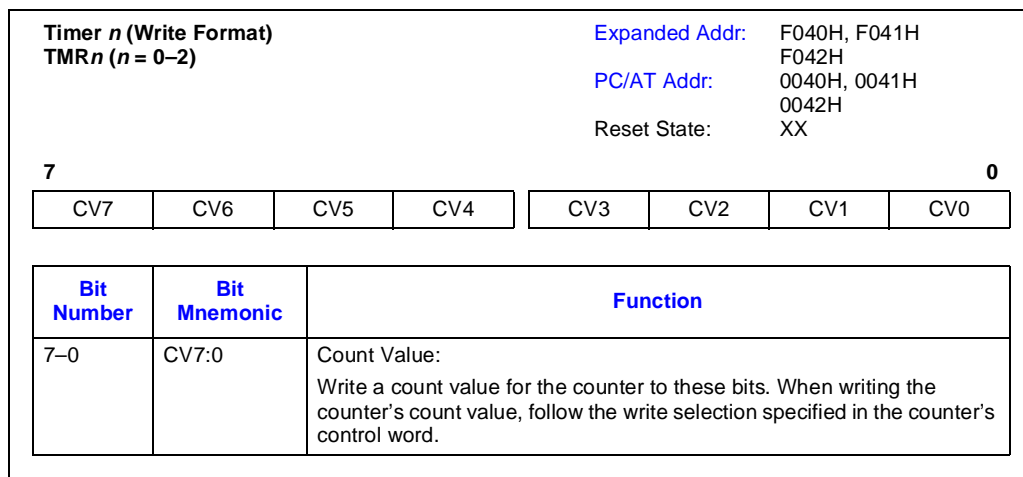 Timer n (Write Format)
TMRn (n = 0–2)
Expanded Addr: F040H, F041H
F042H
PC/AT Addr: 0040H, 0041H
0042H
Reset State: XX
7 0
CV7 CV6 CV5 CV4 CV3 CV2 CV1 CV0
Bit Number Bit Mnemonic Function
7–0 CV7:0 Count Value:
Write a count value for the counter to these bits. When writing the
counter’s count value, follow the write selection specified in the counter’s
control word.